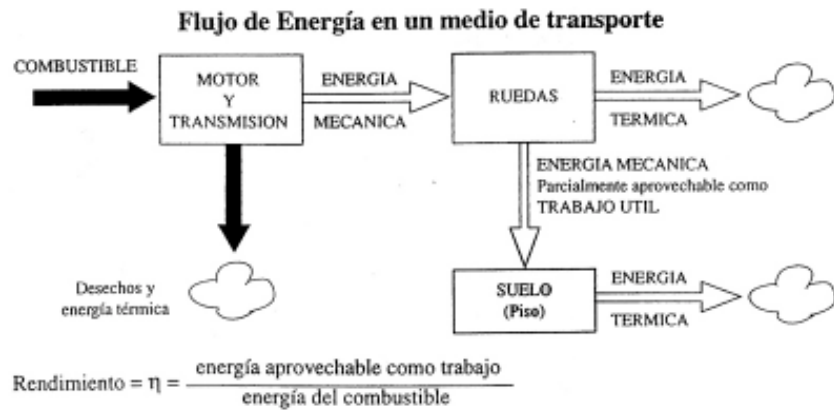 Flujo de Energía en un medio de transporte
COMBUSTIBLE
MOTOR
Y
TRANSMISION
ENERGIA
MECANICA
RUEDAS
ENERGIA
TERMICA
ENERGIA MECANICA
Parcialmente aprovechable como
TRABAJO UTIL
Desechos y
energía térmica
SUELO
(Piso)
ENERGIA
TERMICA
Rendimiento = η = energía aprovechable como trabajo
energía del combustible